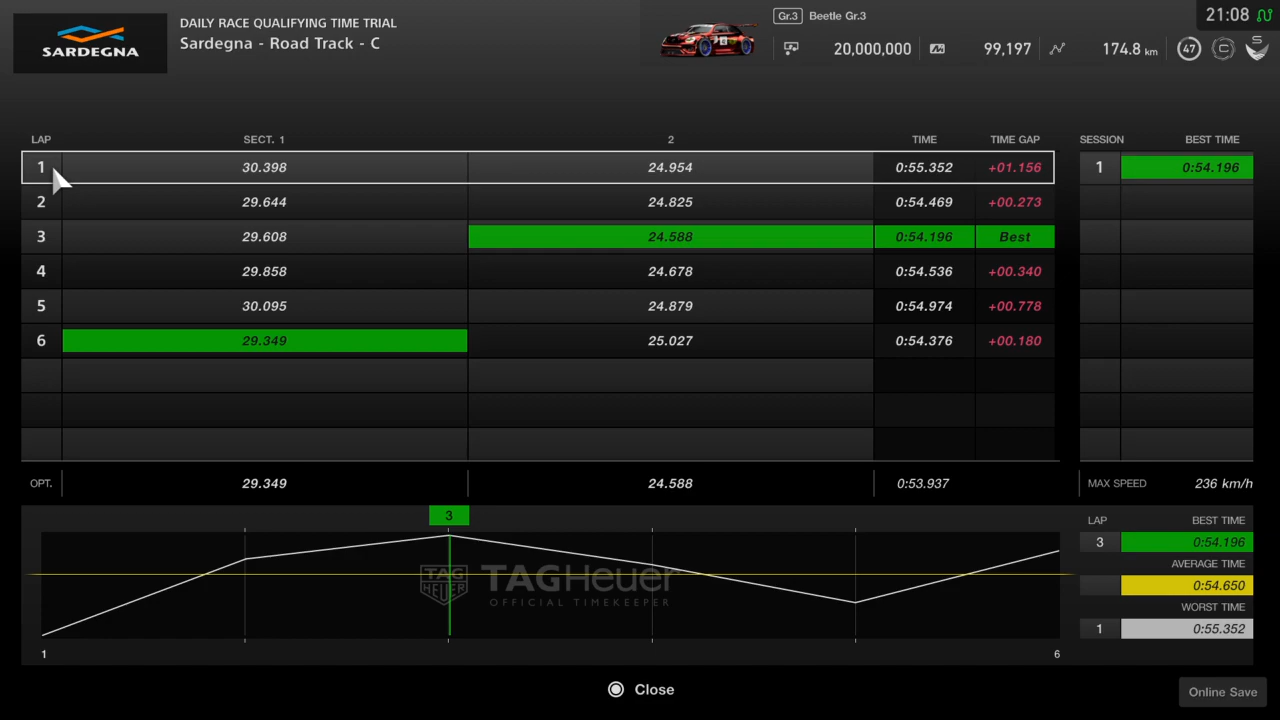 SARDEGNA
DAILY RACE QUALIFYING TIME TRIAL
Sardegna - Road Track - C
Gr.3 Beetle Gr.3
20,000,000 99,197 174.8 km 47 C S
21:08
LAP SECT. 1 2 TIME TIME GAP
1 30.398 24.954 0:55.352 +01.156
2 29.644 24.825 0:54.469 +00.273
3 29.608 24.588 0:54.196 Best
4 29.858 24.678 0:54.536 +00.340
5 30.095 24.879 0:54.974 +00.778
6 29.349 25.027 0:54.376 +00.180
OPT. 29.349 24.588 0:53.937
SESSION BEST TIME
1 0:54.196
MAX SPEED 236 km/h
3
TAG HEUER
TAGHeuer
OFFICIAL TIMEKEEPER
1 6
LAP BEST TIME
3 0:54.196
AVERAGE TIME
0:54.650
WORST TIME
1 0:55.352
Close
Online Save